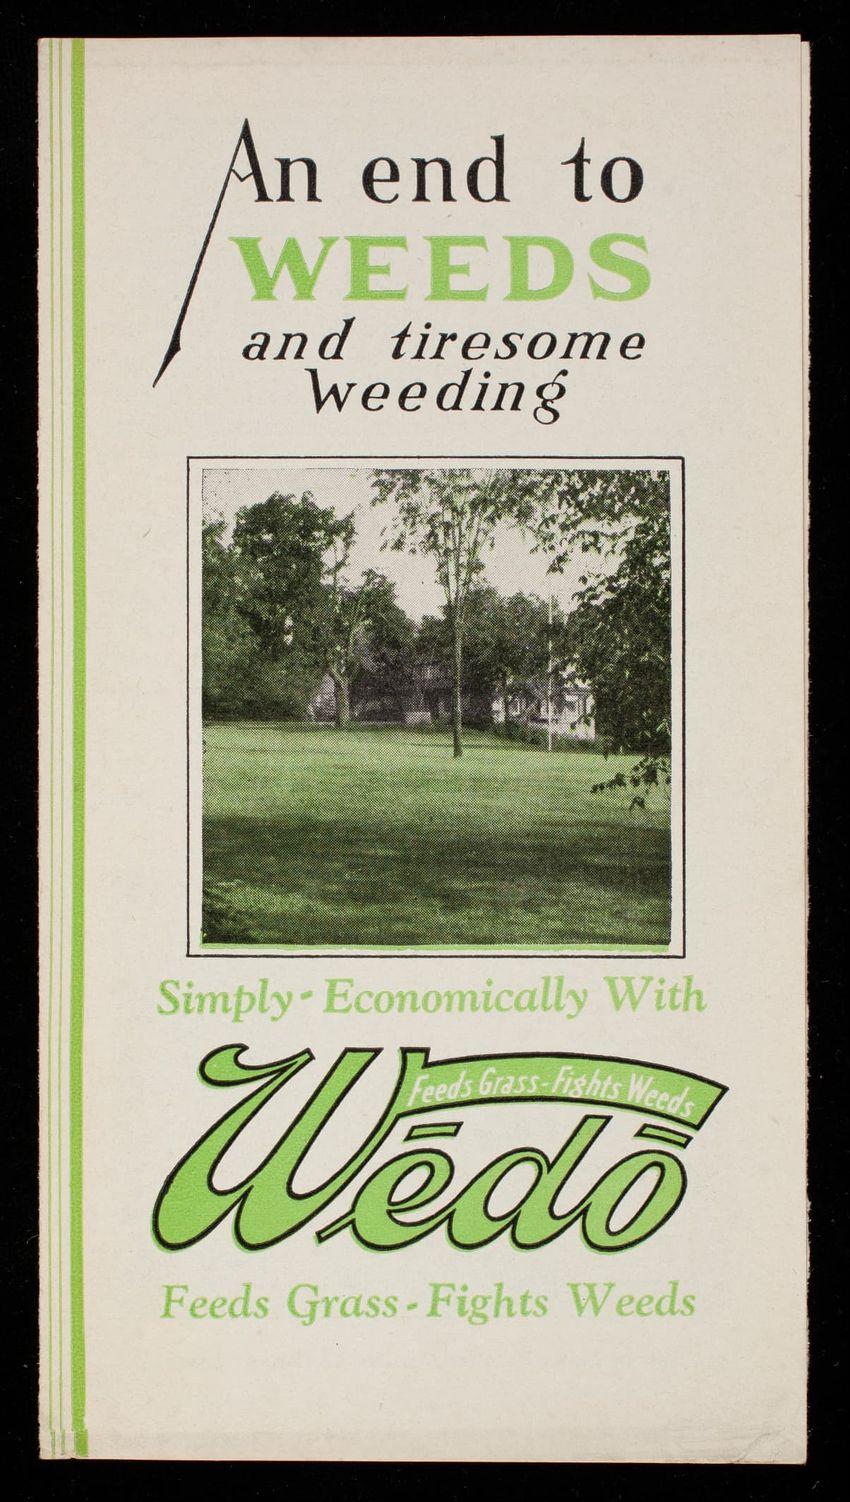 An end to
WEEDS
and tiresome
Weeding
Simply - Economically With
Feeds Grass - Fights Weeds
Wēdō
Feeds Grass - Fights Weeds